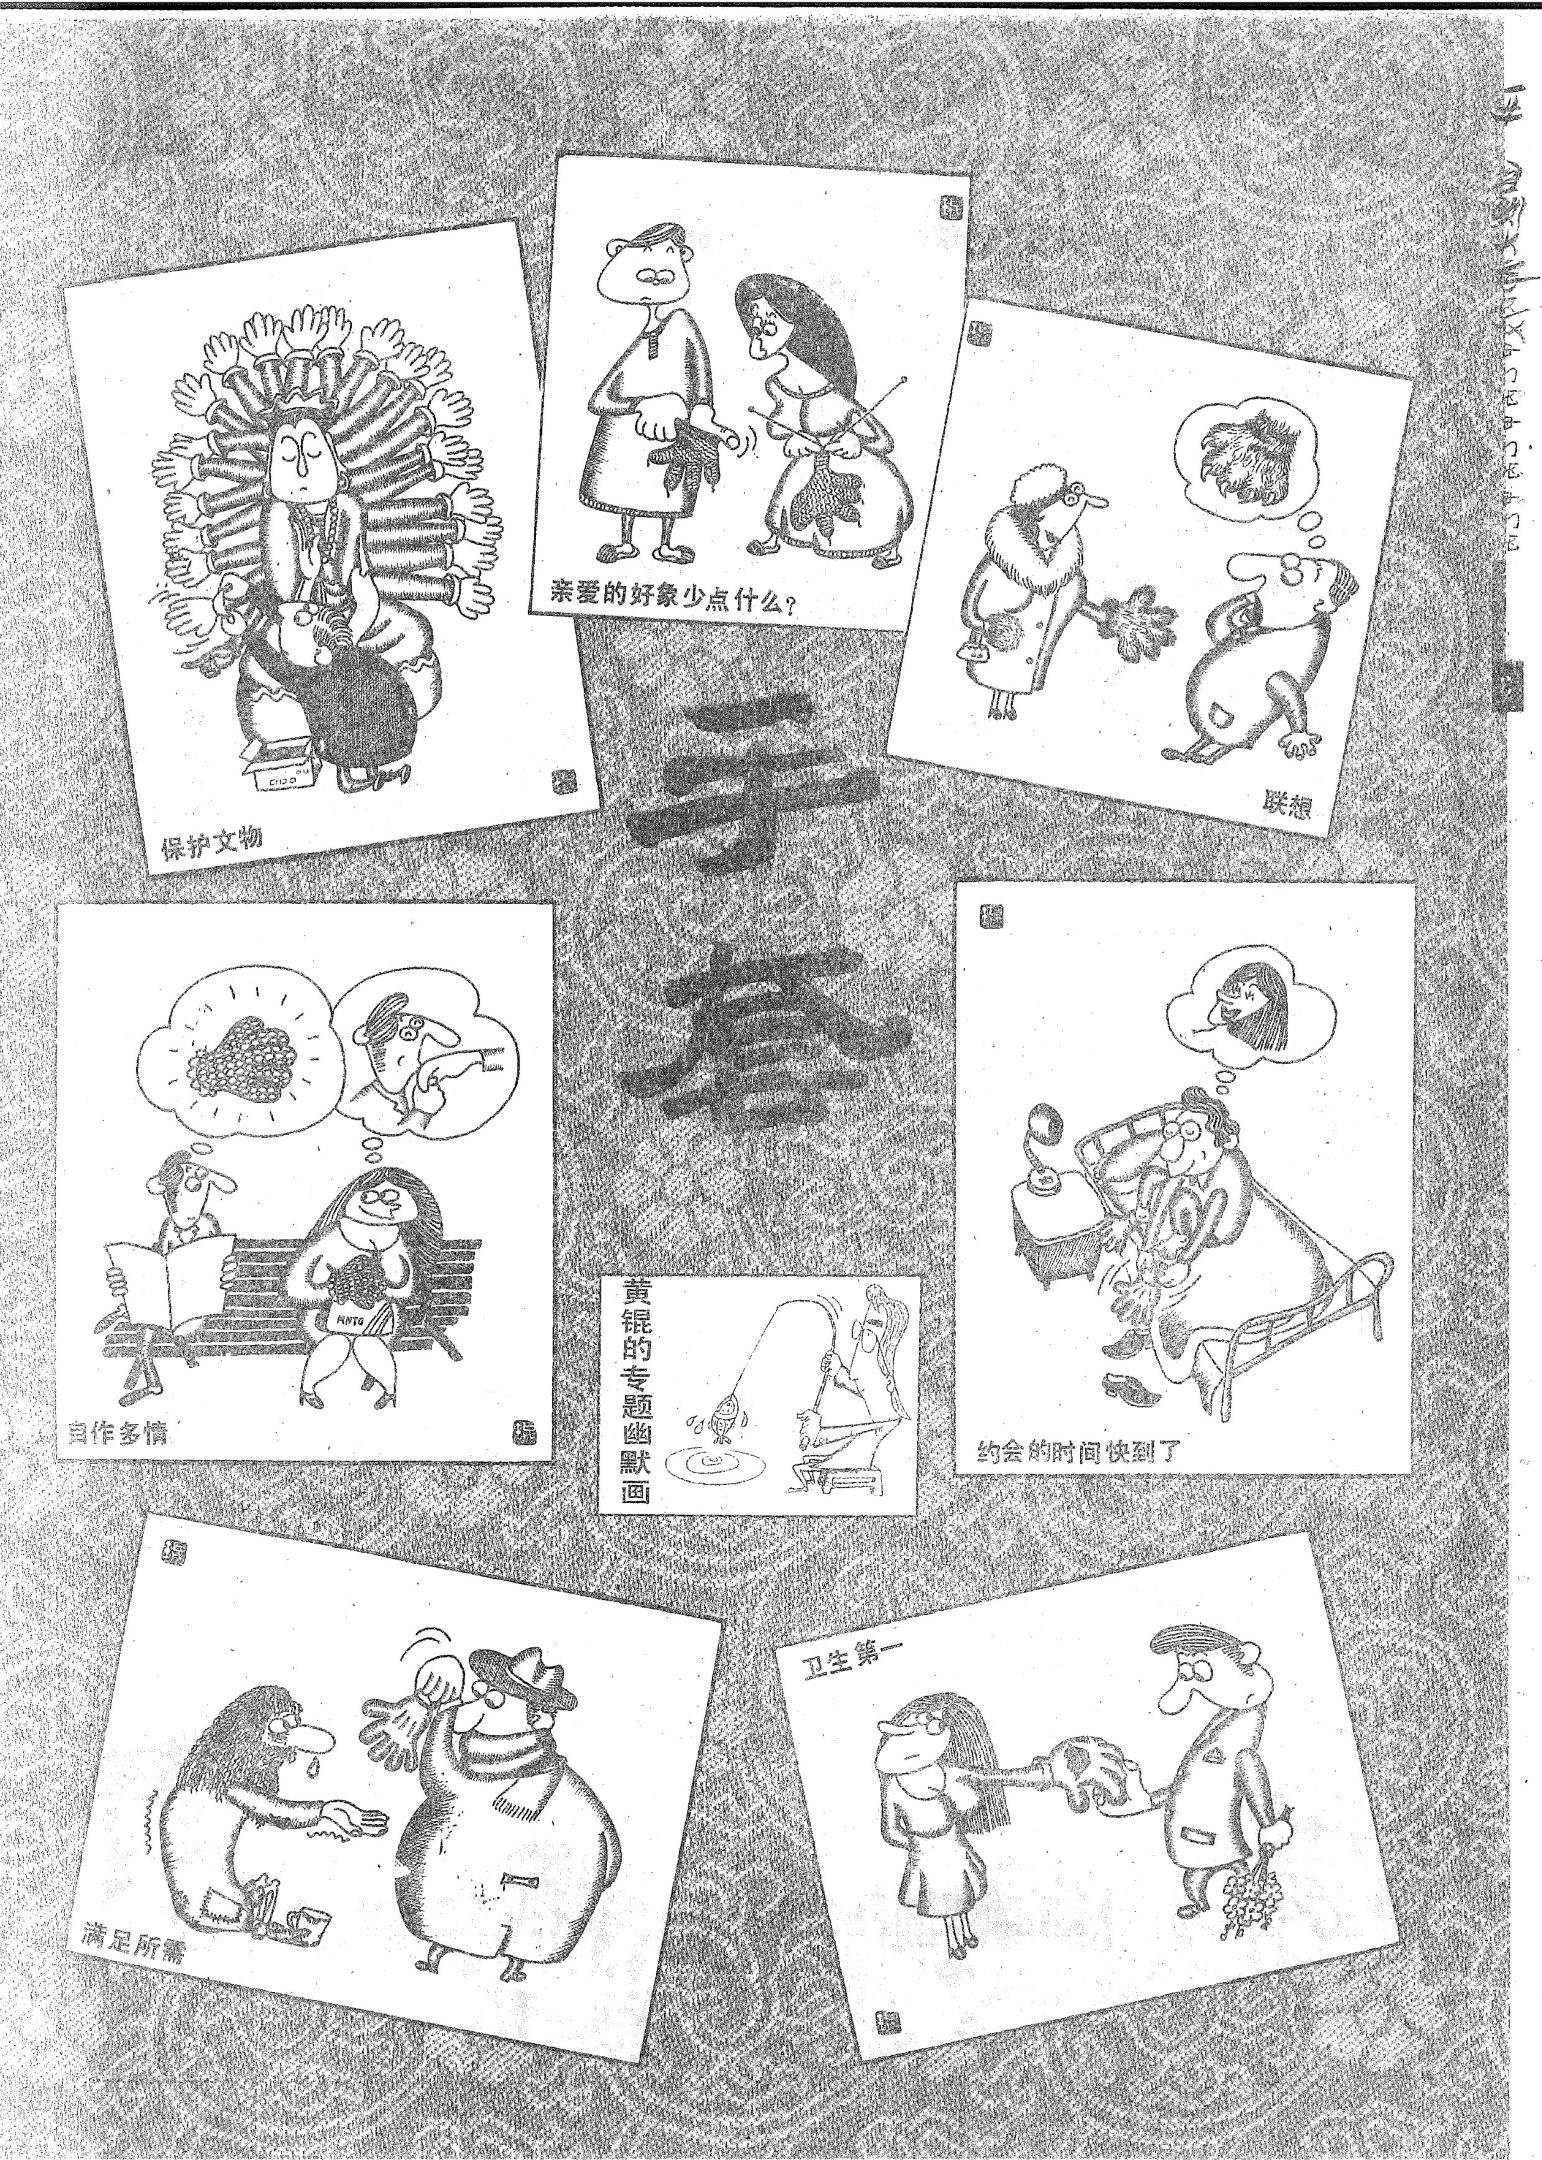 亲爱的好象少点什么?
保护文物
联想
手套
自作多情
约会的时间快到了
黄锟的专题幽默画
满足所需
卫生第一